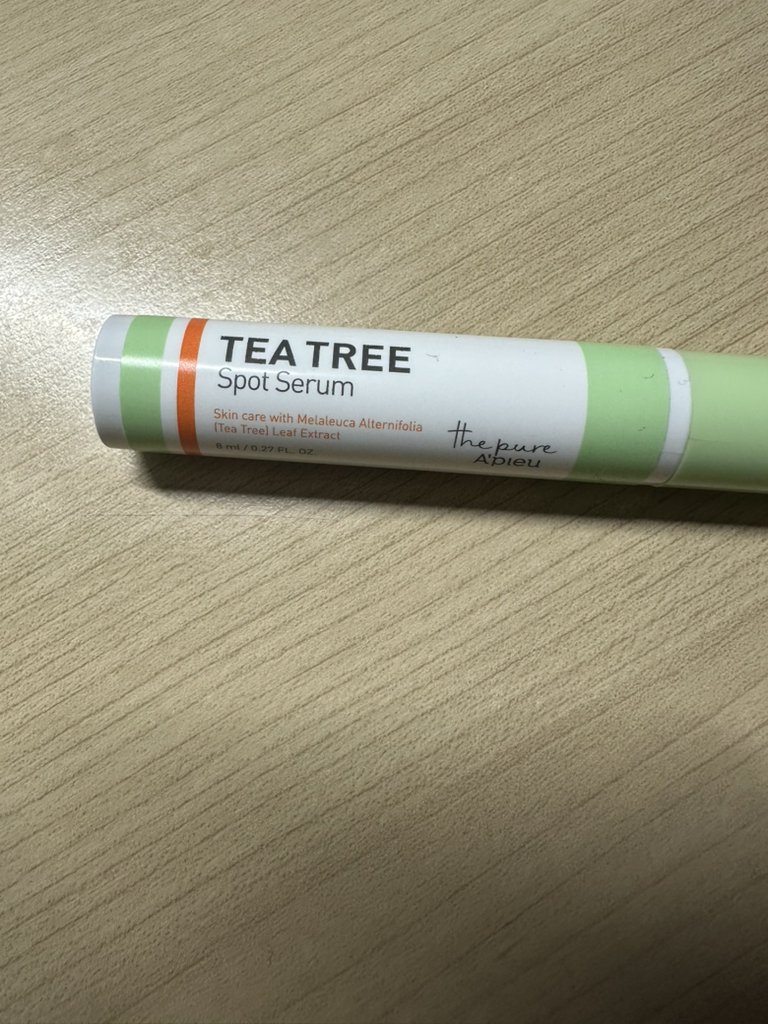 TEA TREE
Spot Serum
Skin care with Melaleuca Alternifolia
(Tea Tree) Leaf Extract
8 ml / 0.27 FL. OZ.
the pure
A'pieu